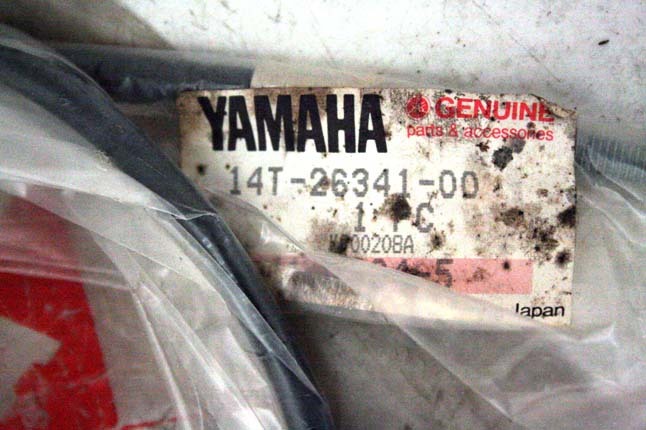 YAMAHA
GENUINE
parts & accessories
14T-26341-00
1 PC
Japan